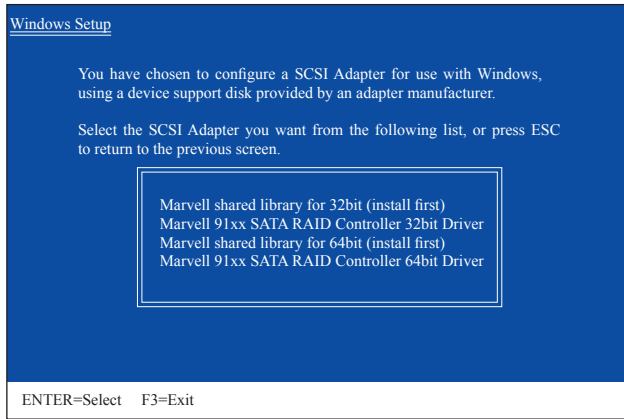 Windows Setup
You have chosen to configure a SCSI Adapter for use with Windows,
using a device support disk provided by an adapter manufacturer.
Select the SCSI Adapter you want from the following list, or press ESC
to return to the previous screen.
Marvell shared library for 32bit (install first)
Marvell 91xx SATA RAID Controller 32bit Driver
Marvell shared library for 64bit (install first)
Marvell 91xx SATA RAID Controller 64bit Driver
ENTER=Select F3=Exit